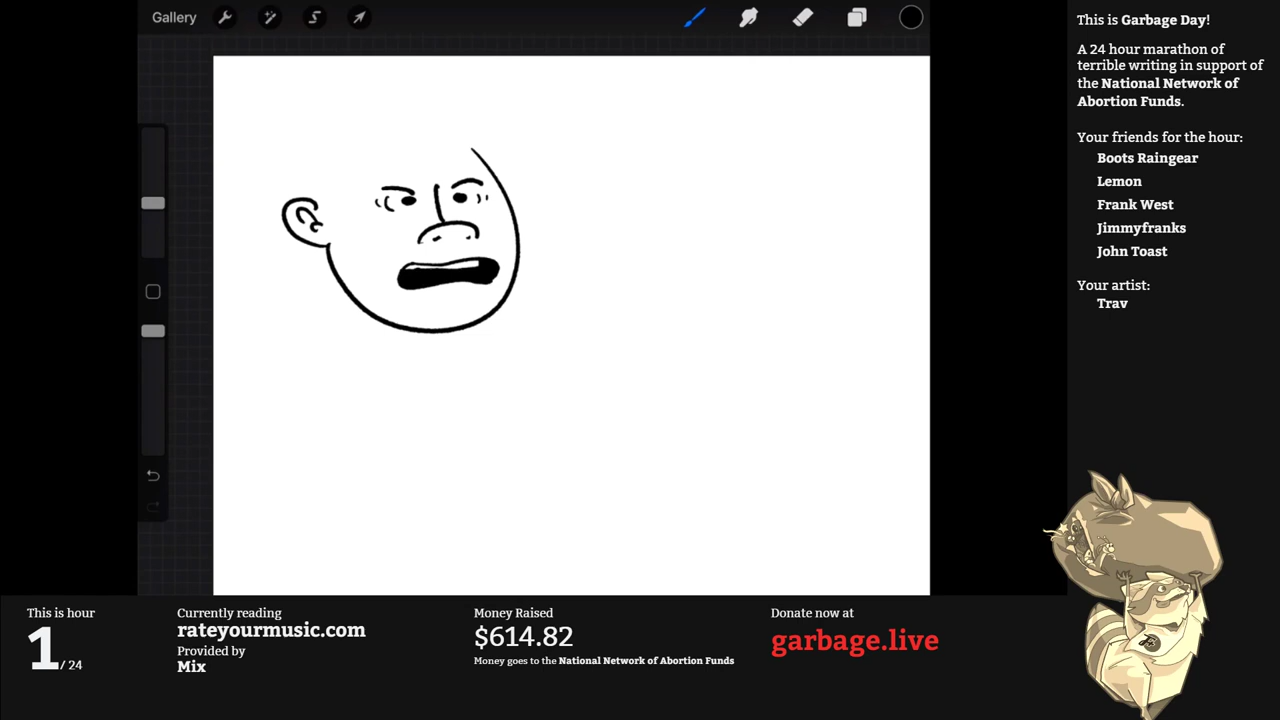 Gallery
This is Garbage Day!
A 24 hour marathon of
terrible writing in support of
the National Network of
Abortion Funds.
Your friends for the hour:
Boots Raingear
Lemon
Frank West
Jimmyfranks
John Toast
Your artist:
Trav
This is hour
1 / 24
Currently reading
rateyourmusic.com
Provided by
Mix
Money Raised
$614.82
Money goes to the National Network of Abortion Funds
Donate now at
garbage.live